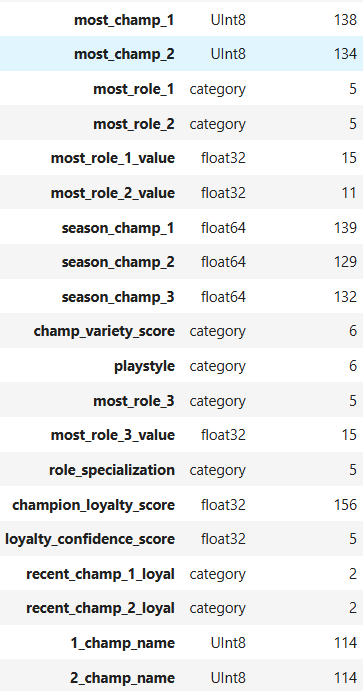 most_champ_1 UInt8 138
most_champ_2 UInt8 134
most_role_1 category 5
most_role_2 category 5
most_role_1_value float32 15
most_role_2_value float32 11
season_champ_1 float64 139
season_champ_2 float64 129
season_champ_3 float64 132
champ_variety_score category 6
playstyle category 6
most_role_3 category 5
most_role_3_value float32 15
role_specialization category 5
champion_loyalty_score float32 156
loyalty_confidence_score float32 5
recent_champ_1_loyal category 2
recent_champ_2_loyal category 2
1_champ_name UInt8 114
2_champ_name UInt8 114